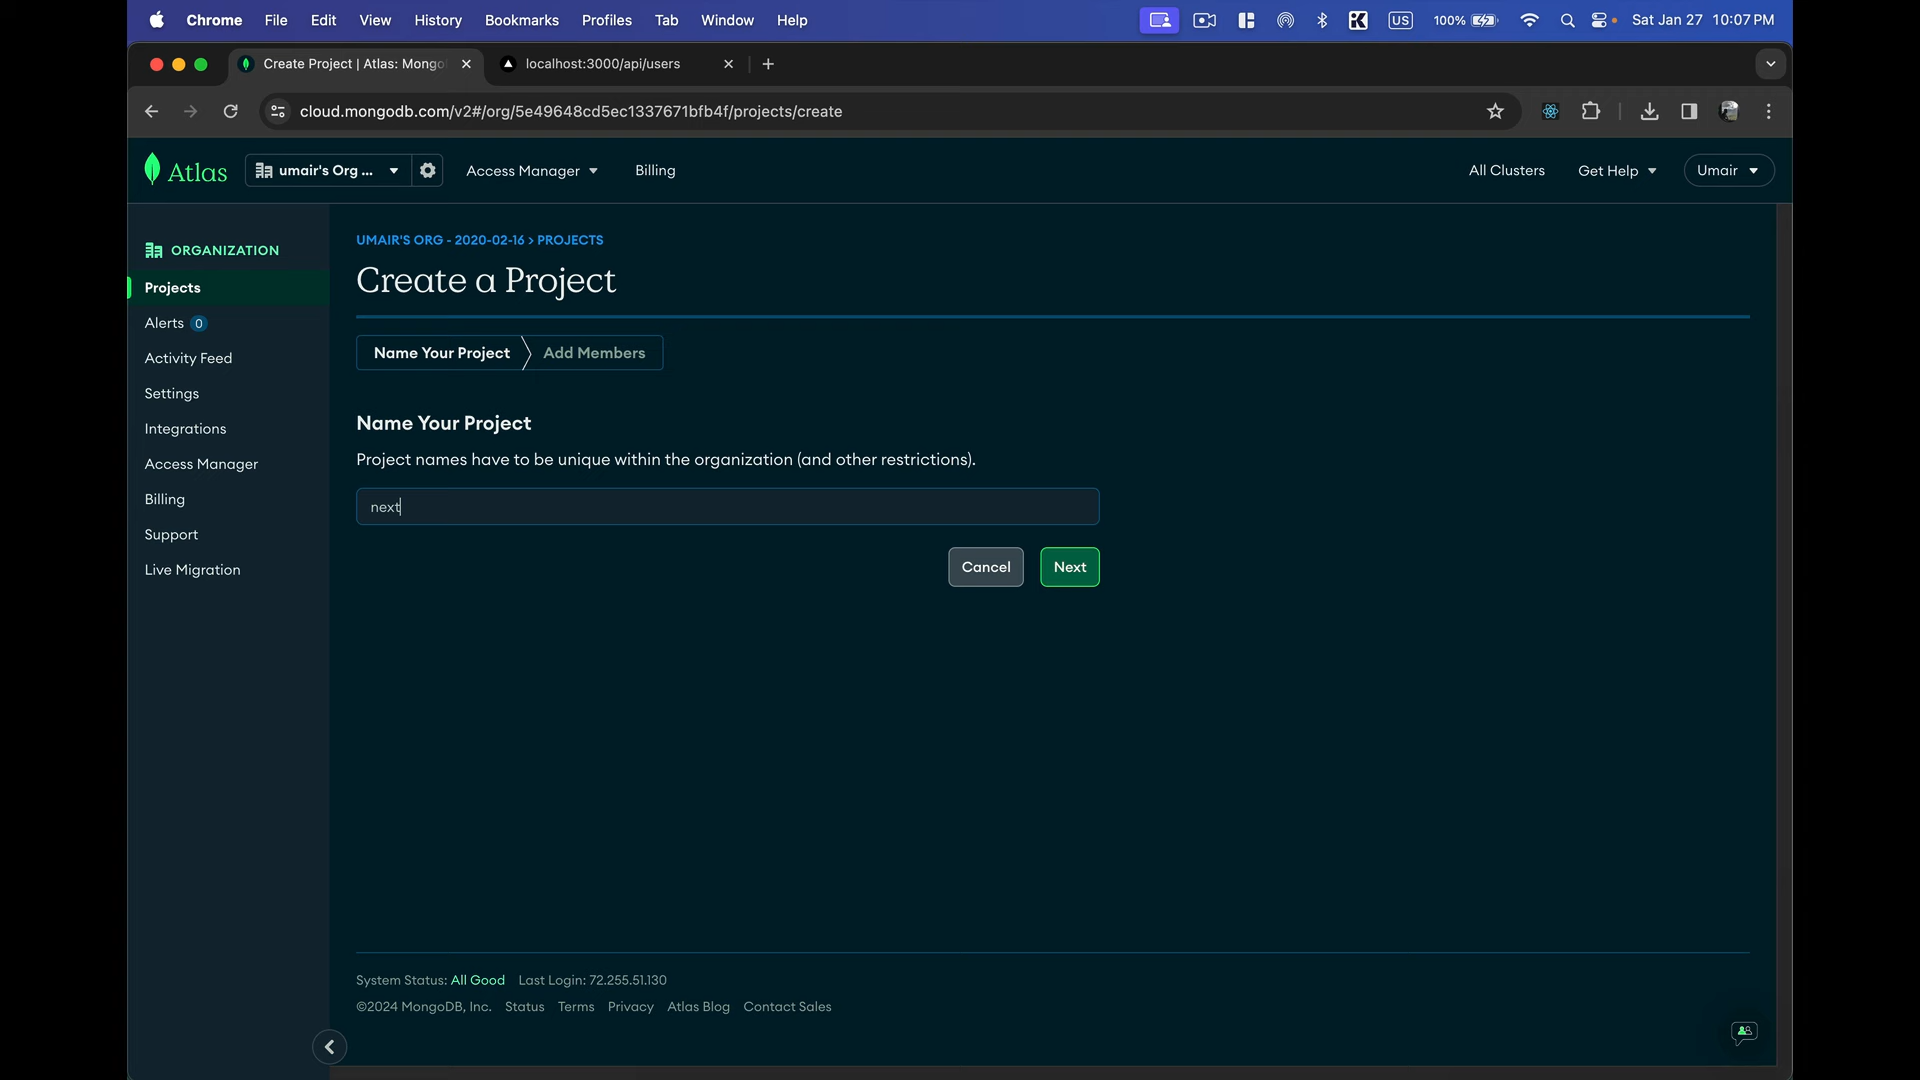 Chrome File Edit View History Bookmarks Profiles Tab Window Help US 100% Sat Jan 27 10:07 PM
Create Project | Atlas: Mongo localhost:3000/api/users
cloud.mongodb.com/v2#/org/5e49648cd5ec1337671bfb4f/projects/create
Atlas umair's Org ... Access Manager Billing All Clusters Get Help Umair
ORGANIZATION
Projects
Alerts 0
Activity Feed
Settings
Integrations
Access Manager
Billing
Support
Live Migration
UMAIR'S ORG - 2020-02-16 > PROJECTS
Create a Project
Name Your Project Add Members
Name Your Project
Project names have to be unique within the organization (and other restrictions).
next
Cancel Next
System Status: All Good Last Login: 72.255.51.130
©2024 MongoDB, Inc. Status Terms Privacy Atlas Blog Contact Sales